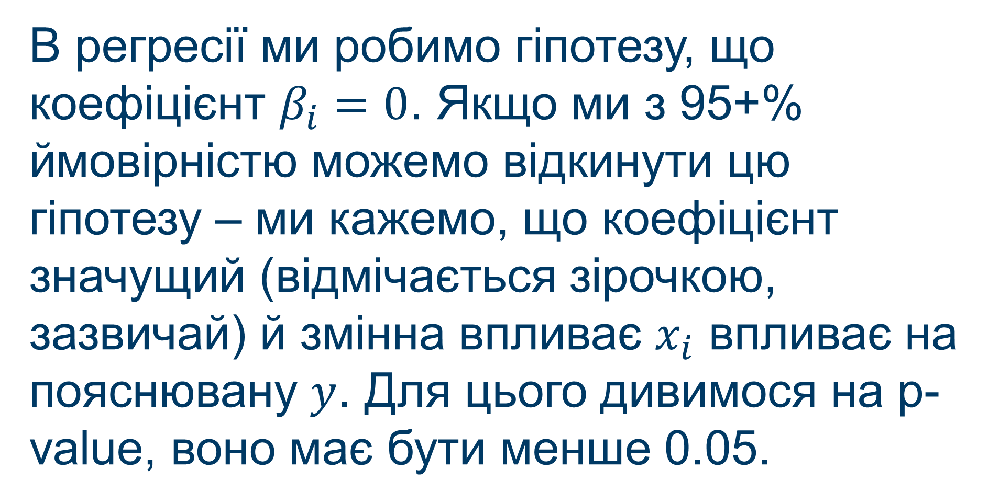 В регресії ми робимо гіпотезу, що
коефіцієнт 𝛽𝑖 = 0. Якщо ми з 95+%
ймовірністю можемо відкинути цю
гіпотезу – ми кажемо, що коефіцієнт
значущий (відмічається зірочкою,
зазвичай) й змінна впливає 𝑥𝑖 впливає на
пояснювану 𝑦. Для цього дивимося на p-
value, воно має бути менше 0.05.